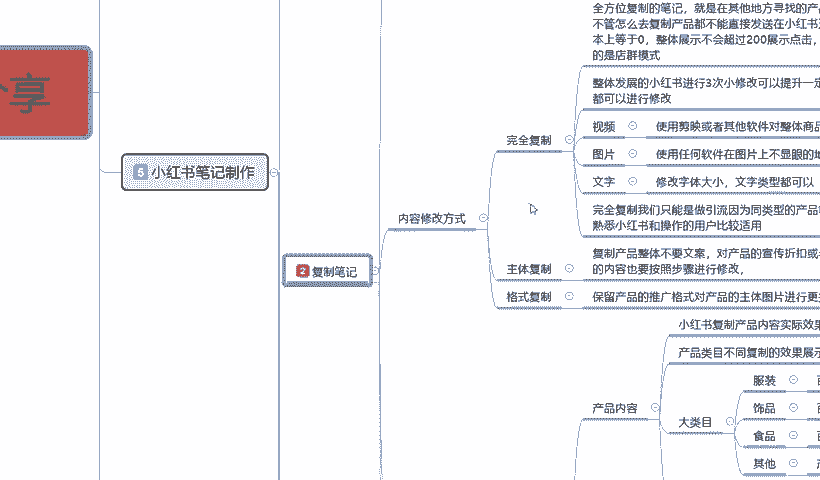 享
5 小红书笔记制作
2 复制笔记
内容修改方式
完全复制
全方位复制的笔记，就是在其他地方寻找的产
不管怎么去复制产品都不能直接发送在小红书
本上等于0，整体展示不会超过200展示点击，
的是店群模式
整体发展的小红书进行3次小修改可以提升一定
都可以进行修改
视频
使用剪映或者其他软件对整体商品
图片
使用任何软件在图片上不显眼的地
文字
修改字体大小，文字类型都可以
完全复制我们只能是做引流因为同类型的产品
熟悉小红书和操作的用户比较适用
主体复制
复制产品整体不要文案，对产品的宣传折扣或
的内容也要按照步骤进行修改，
格式复制
保留产品的推广格式对产品的主体图片进行更
产品内容
小红书复制产品内容实际效果
产品类目不同复制的效果展示
大类目
服装
饰品
食品
其他